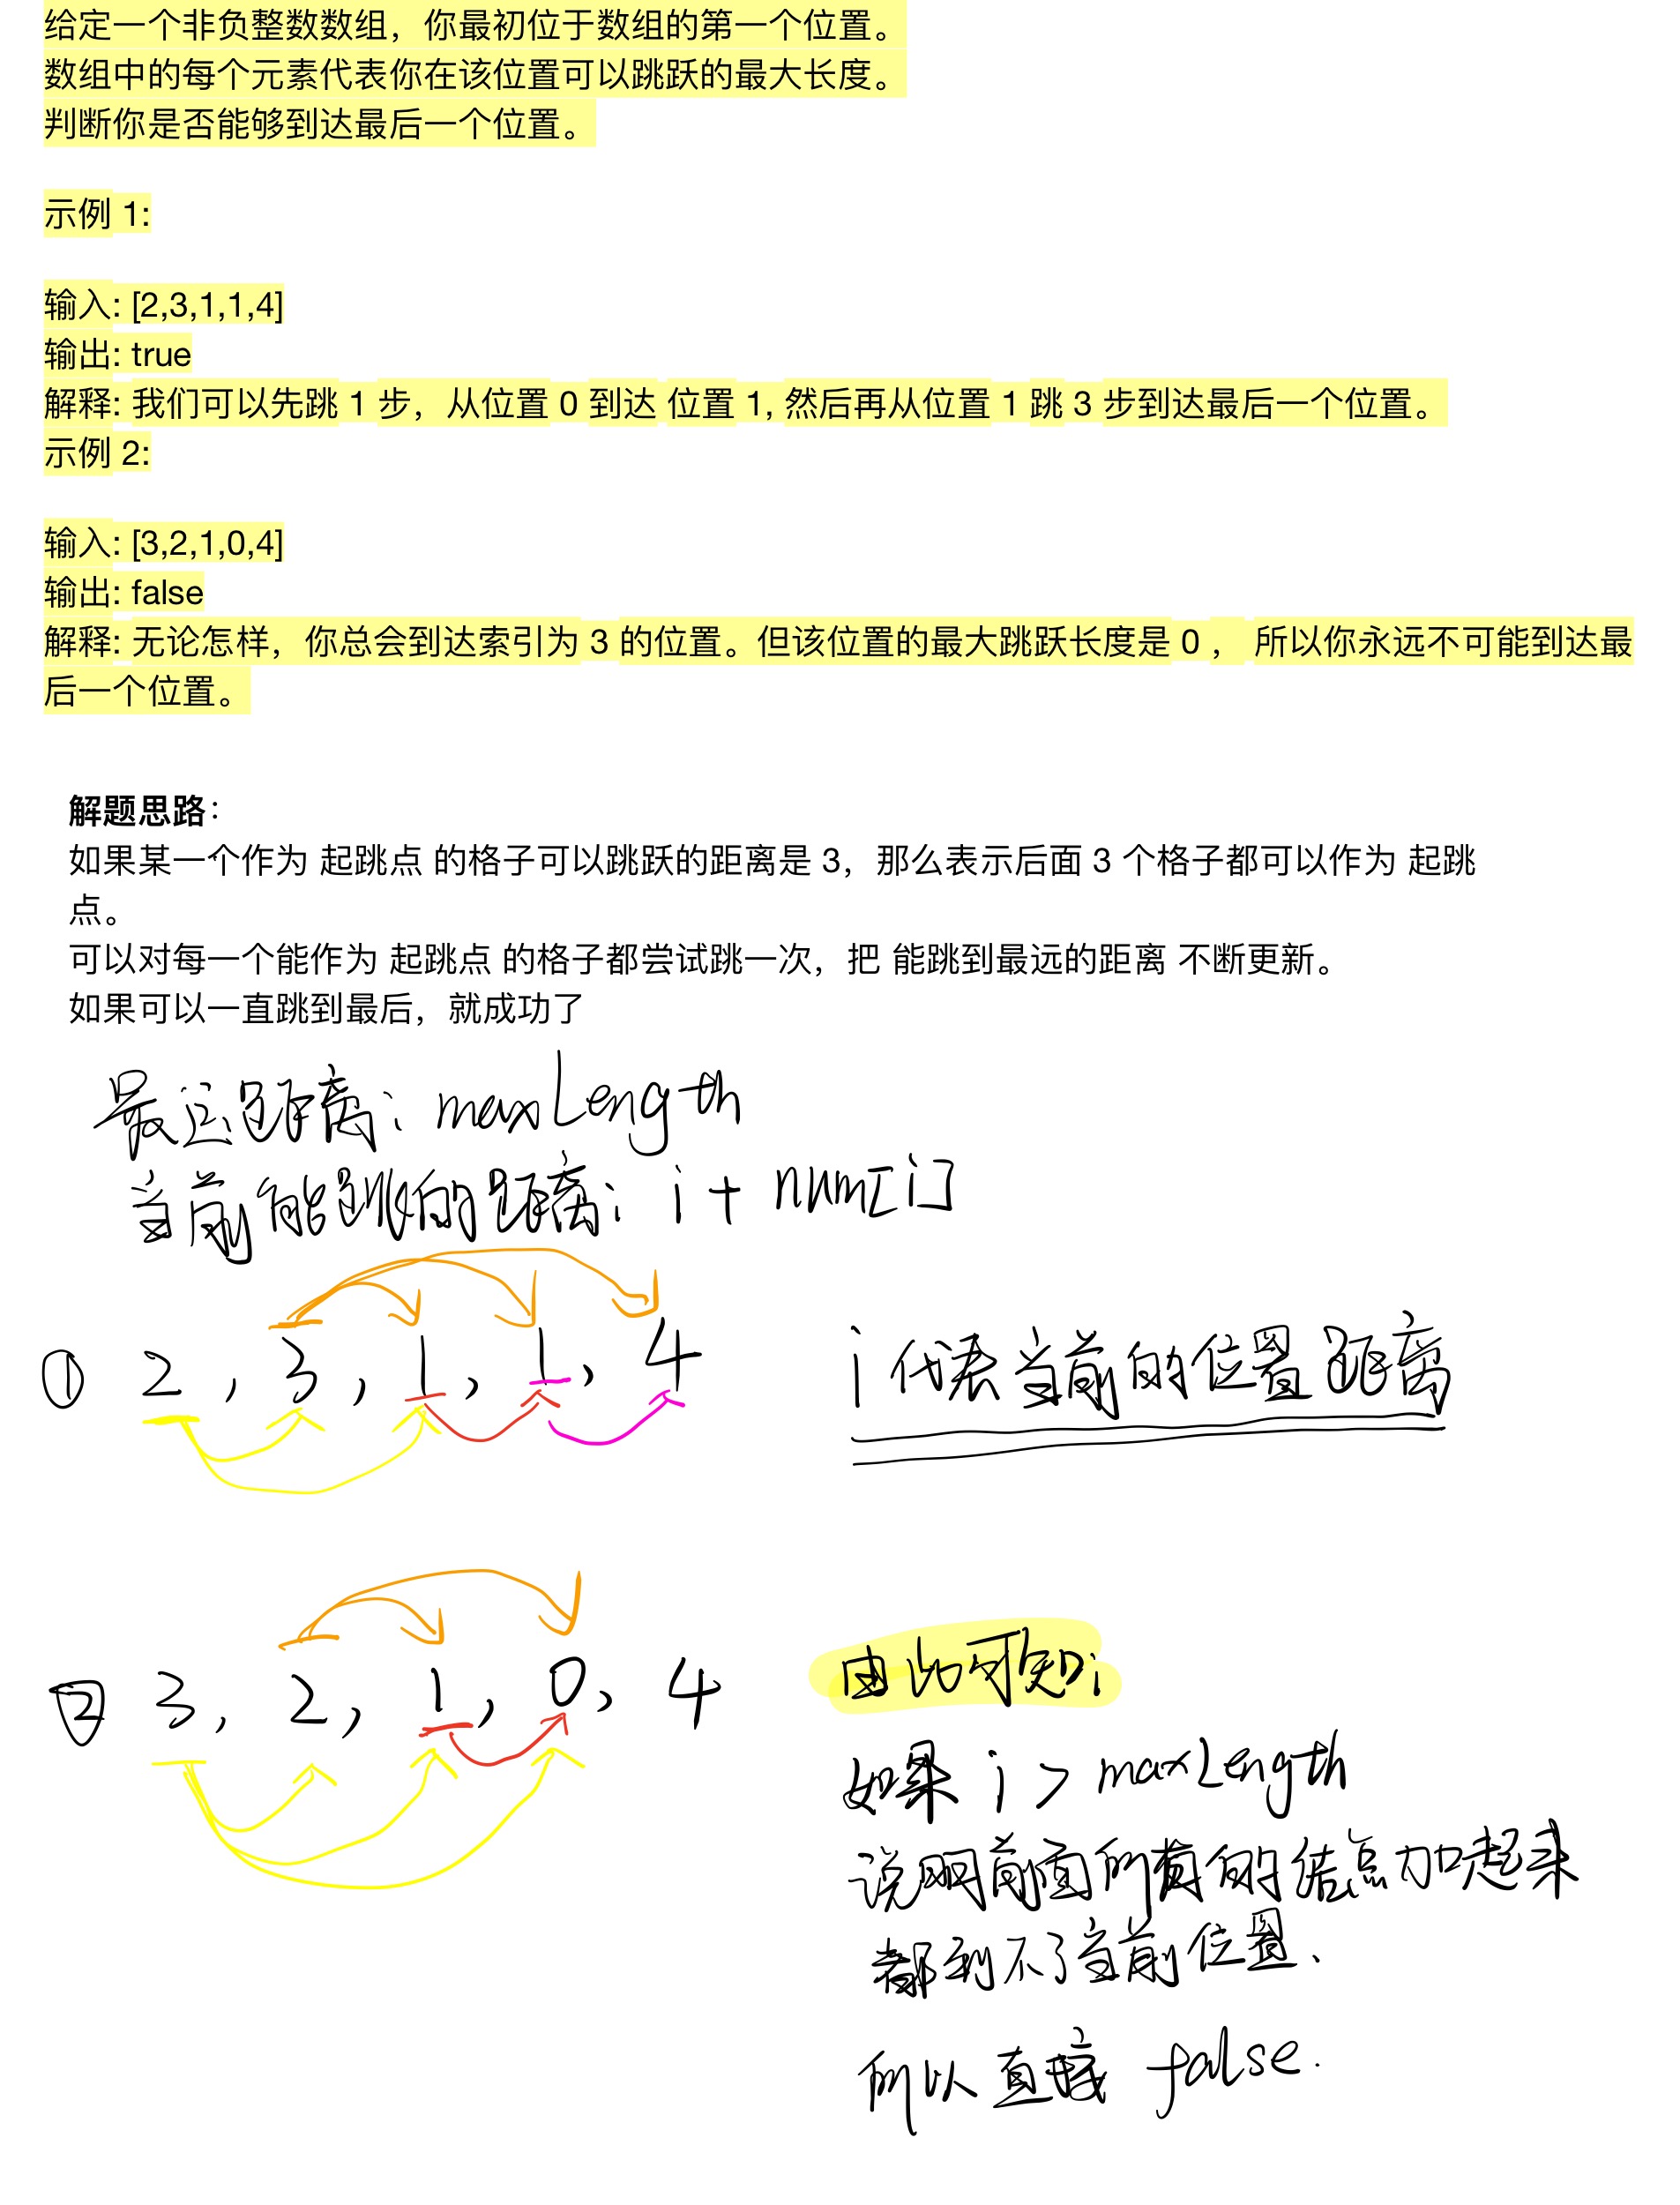 给定一个非负整数数组，你最初位于数组的第一个位置。
数组中的每个元素代表你在该位置可以跳跃的最大长度。
判断你是否能够到达最后一个位置。
示例 1:
输入: [2,3,1,1,4]
输出: true
解释: 我们可以先跳 1 步，从位置 0 到达 位置 1, 然后再从位置 1 跳 3 步到达最后一个位置。
示例 2:
输入: [3,2,1,0,4]
输出: false
解释: 无论怎样，你总会到达索引为 3 的位置。但该位置的最大跳跃长度是 0 ， 所以你永远不可能到达最
后一个位置。
解题思路：
如果某一个作为 起跳点 的格子可以跳跃的距离是 3，那么表示后面 3 个格子都可以作为 起跳
点。
可以对每一个能作为 起跳点 的格子都尝试跳一次，把 能跳到最远的距离 不断更新。
如果可以一直跳到最后，就成功了
最远距离: maxLength
当前能跳的距离: i + num[i]
① 2, 3, 1, 1, 4
i 代表当前的位置距离
② 3, 2, 1, 0, 4
由此可知:
如果 i > maxLength
说明前面所有的结点加起来
都到不了当前位置、
所以直接 false.